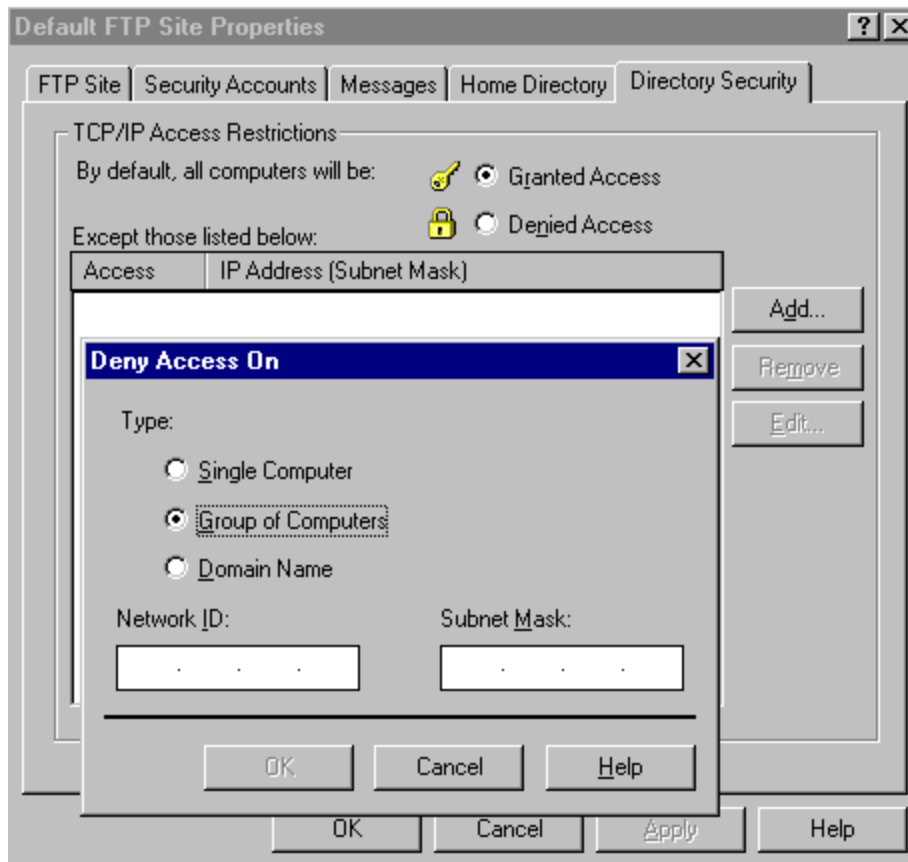 Default FTP Site Properties
FTP Site Security Accounts Messages Home Directory Directory Security
TCP/IP Access Restrictions
By default, all computers will be: Granted Access
Denied Access
Except those listed below:
Access IP Address (Subnet Mask)
Add...
Remove
Edit...
Deny Access On
Type:
Single Computer
Group of Computers
Domain Name
Network ID: Subnet Mask:
. . . . . .
OK Cancel Help
OK Cancel Apply Help